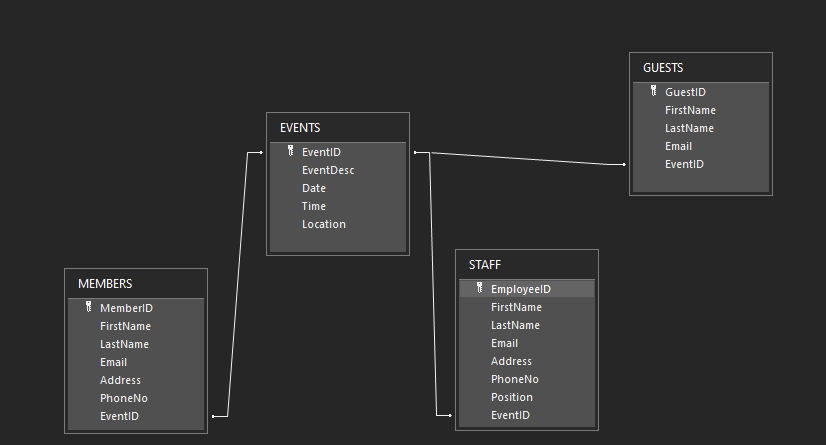 EVENTS
EventID
EventDesc
Date
Time
Location
GUESTS
GuestID
FirstName
LastName
Email
EventID
MEMBERS
MemberID
FirstName
LastName
Email
Address
PhoneNo
EventID
STAFF
EmployeeID
FirstName
LastName
Email
Address
PhoneNo
Position
EventID